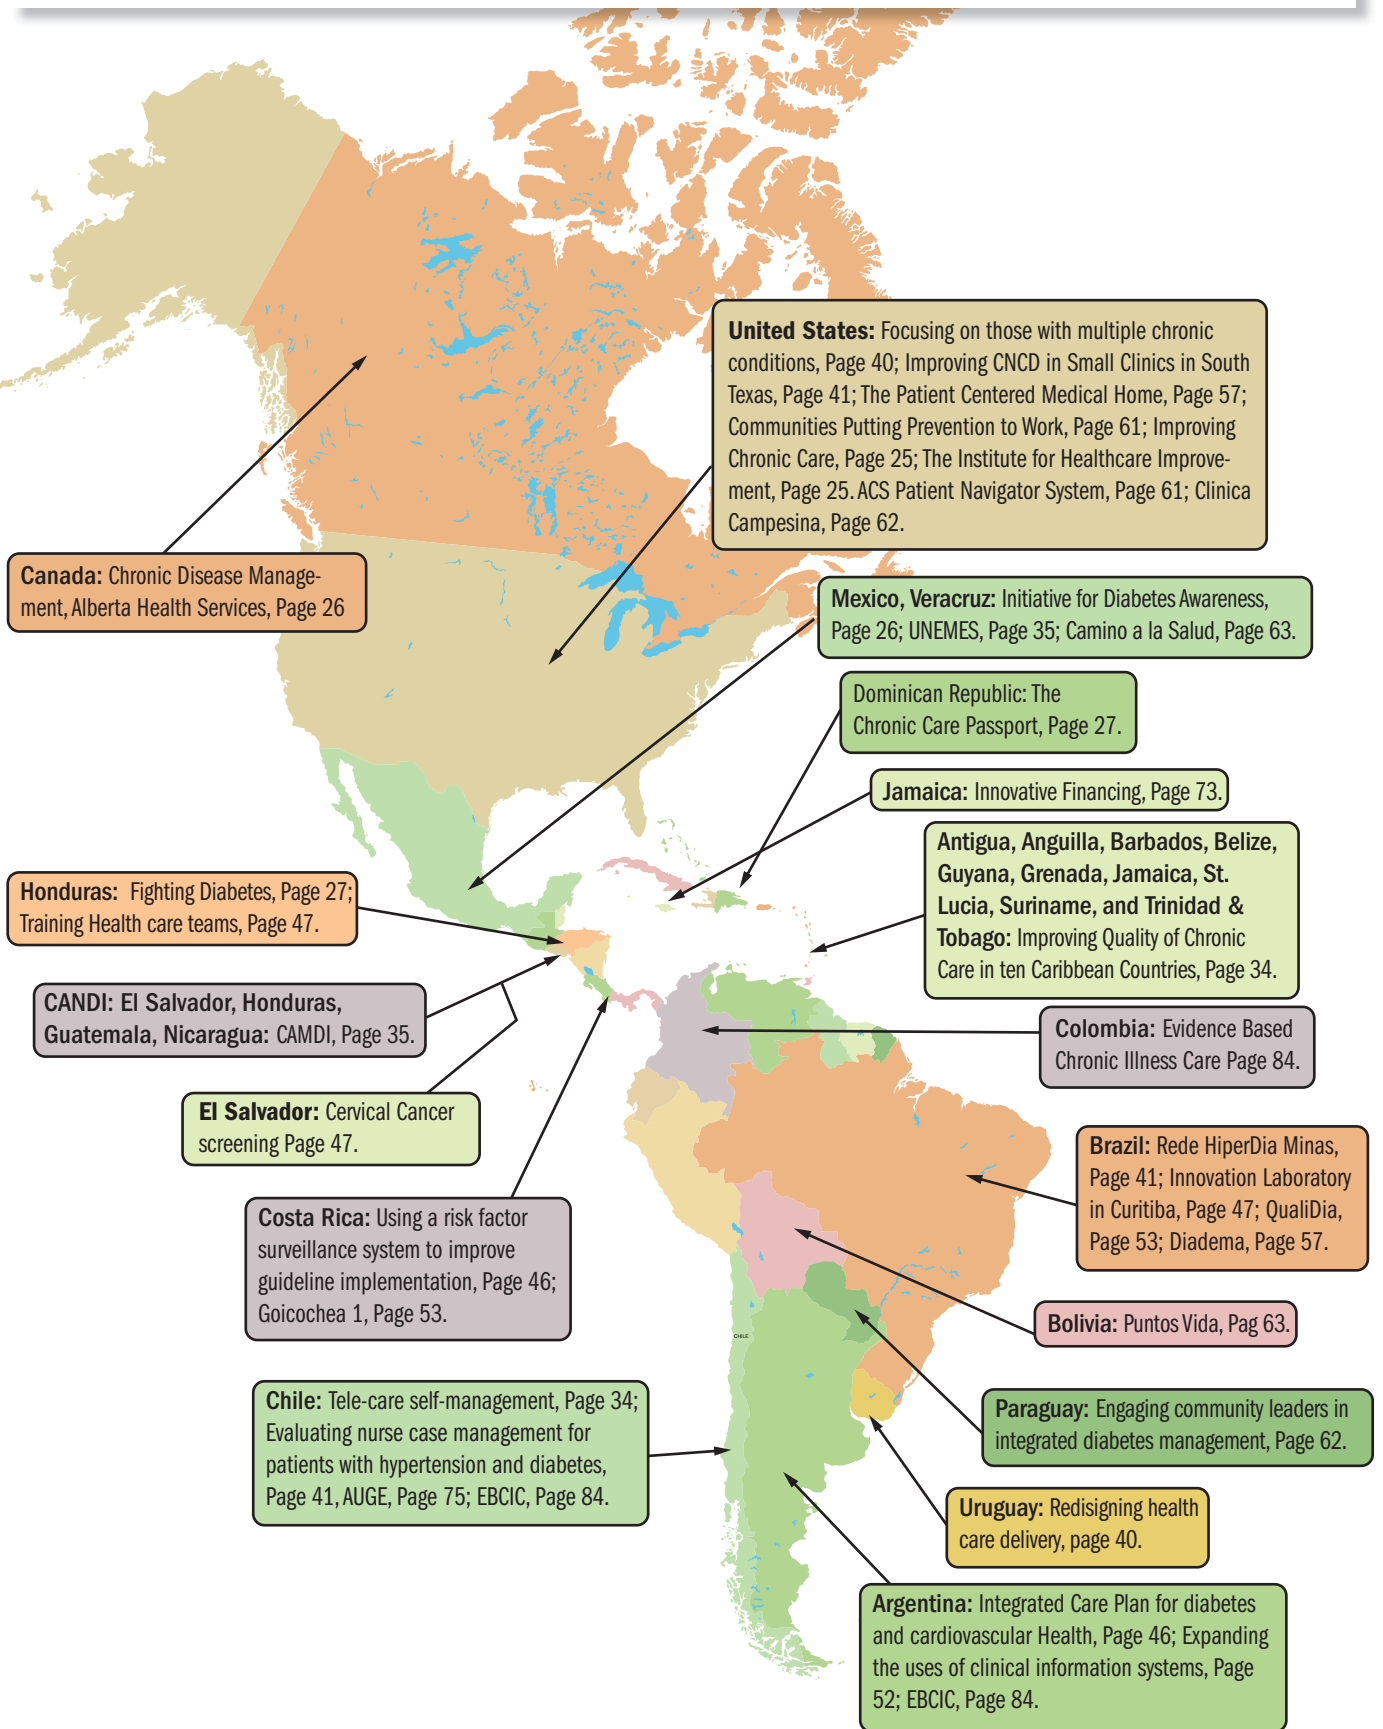 United States: Focusing on those with multiple chronic
conditions, Page 40; Improving CNCD in Small Clinics in South
Texas, Page 41; The Patient Centered Medical Home, Page 57;
Communities Putting Prevention to Work, Page 61; Improving
Chronic Care, Page 25; The Institute for Healthcare Improve-
ment, Page 25. ACS Patient Navigator System, Page 61; Clinica
Campesina, Page 62.
Canada: Chronic Disease Manage-
ment, Alberta Health Services, Page 26
Mexico, Veracruz: Initiative for Diabetes Awareness,
Page 26; UNEMES, Page 35; Camino a la Salud, Page 63.
Dominican Republic: The
Chronic Care Passport, Page 27.
Jamaica: Innovative Financing, Page 73.
Antigua, Anguilla, Barbados, Belize,
Guyana, Grenada, Jamaica, St.
Lucia, Suriname, and Trinidad &
Tobago: Improving Quality of Chronic
Care in ten Caribbean Countries, Page 34.
Honduras: Fighting Diabetes, Page 27;
Training Health care teams, Page 47.
CANDI: El Salvador, Honduras,
Guatemala, Nicaragua: CAMDI, Page 35.
Colombia: Evidence Based
Chronic Illness Care Page 84.
El Salvador: Cervical Cancer
screening Page 47.
Brazil: Rede HiperDia Minas,
Page 41; Innovation Laboratory
in Curitiba, Page 47; QualiDia,
Page 53; Diadema, Page 57.
Costa Rica: Using a risk factor
surveillance system to improve
guideline implementation, Page 46;
Goicochea 1, Page 53.
Bolivia: Puntos Vida, Pag 63.
CHILE
Chile: Tele-care self-management, Page 34;
Evaluating nurse case management for
patients with hypertension and diabetes,
Page 41, AUGE, Page 75; EBCIC, Page 84.
Paraguay: Engaging community leaders in
integrated diabetes management, Page 62.
Uruguay: Redisigning health
care delivery, page 40.
Argentina: Integrated Care Plan for diabetes
and cardiovascular Health, Page 46; Expanding
the uses of clinical information systems, Page
52; EBCIC, Page 84.